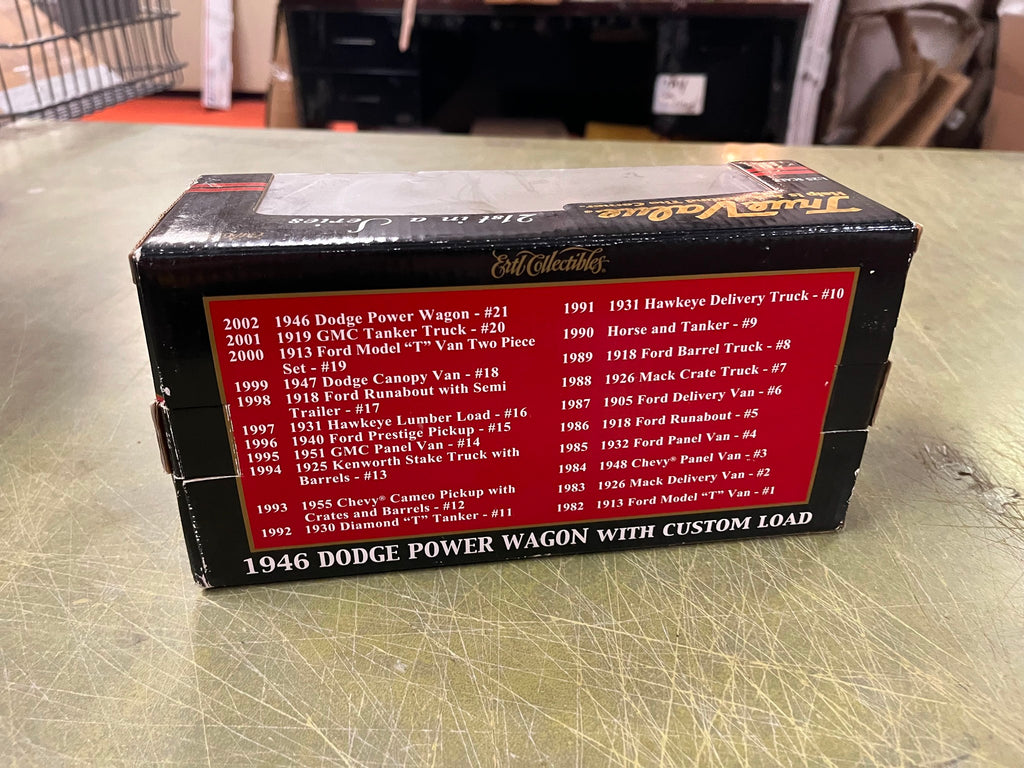 True Value®
Help is
21st in a Series
Ertl Collectibles®
2002 1946 Dodge Power Wagon - #21
2001 1919 GMC Tanker Truck - #20
2000 1913 Ford Model “T” Van Two Piece
Set - #19
1999 1947 Dodge Canopy Van - #18
1998 1918 Ford Runabout with Semi
Trailer - #17
1997 1931 Hawkeye Lumber Load - #16
1996 1940 Ford Prestige Pickup - #15
1995 1951 GMC Panel Van - #14
1994 1925 Kenworth Stake Truck with
Barrels - #13
1993 1955 Chevy® Cameo Pickup with
Crates and Barrels - #12
1992 1930 Diamond “T” Tanker - #11
1991 1931 Hawkeye Delivery Truck - #10
1990 Horse and Tanker - #9
1989 1918 Ford Barrel Truck - #8
1988 1926 Mack Crate Truck - #7
1987 1905 Ford Delivery Van - #6
1986 1918 Ford Runabout - #5
1985 1932 Ford Panel Van - #4
1984 1948 Chevy® Panel Van - #3
1983 1926 Mack Delivery Van - #2
1982 1913 Ford Model “T” Van - #1
1946 DODGE POWER WAGON WITH CUSTOM LOAD